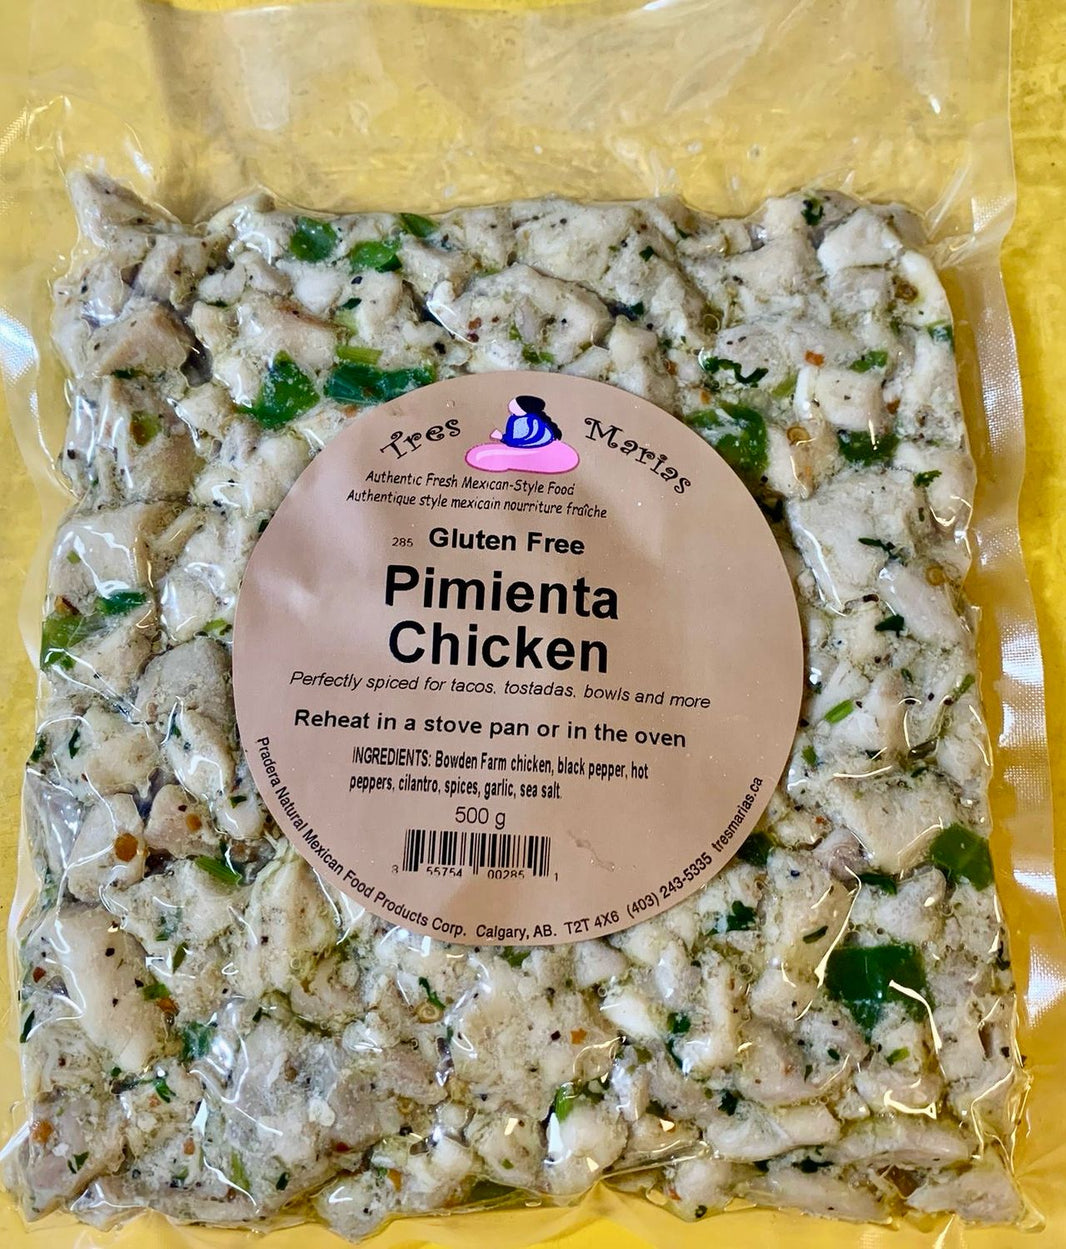 Tres Marias
Authentic Fresh Mexican-Style Food
Authentique style mexicain nourriture fraîche
285 Gluten Free
Pimienta
Chicken
Perfectly spiced for tacos, tostadas, bowls and more
Reheat in a stove pan or in the oven
INGREDIENTS: Bowden Farm chicken, black pepper, hot
peppers, cilantro, spices, garlic, sea salt.
500 g
8 55754 00285 1
Pradera Natural Mexican Food Products Corp. Calgary, AB. T2T 4X6 (403) 243-5335 tresmarias.ca